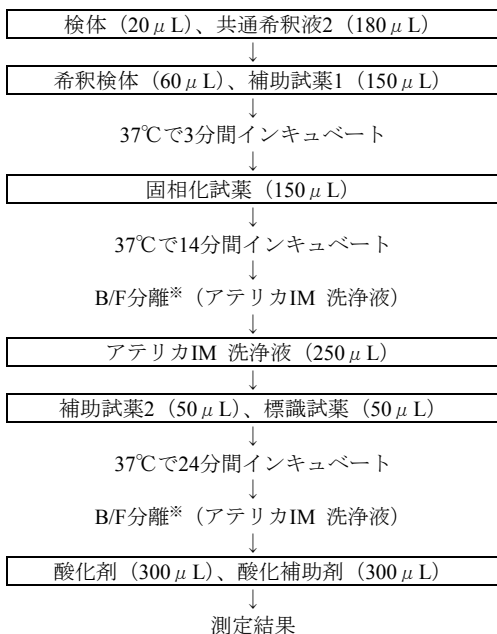 検体（20μL）、共通希釈液2（180μL）
↓
希釈検体（60μL）、補助試薬1（150μL）
↓
37℃で3分間インキュベート
↓
固相化試薬（150μL）
↓
37℃で14分間インキュベート
↓
B/F分離※（アテリカIM 洗浄液）
↓
アテリカIM 洗浄液（250μL）
↓
補助試薬2（50μL）、標識試薬（50μL）
↓
37℃で24分間インキュベート
↓
B/F分離※（アテリカIM 洗浄液）
↓
酸化剤（300μL）、酸化補助剤（300μL）
↓
測定結果